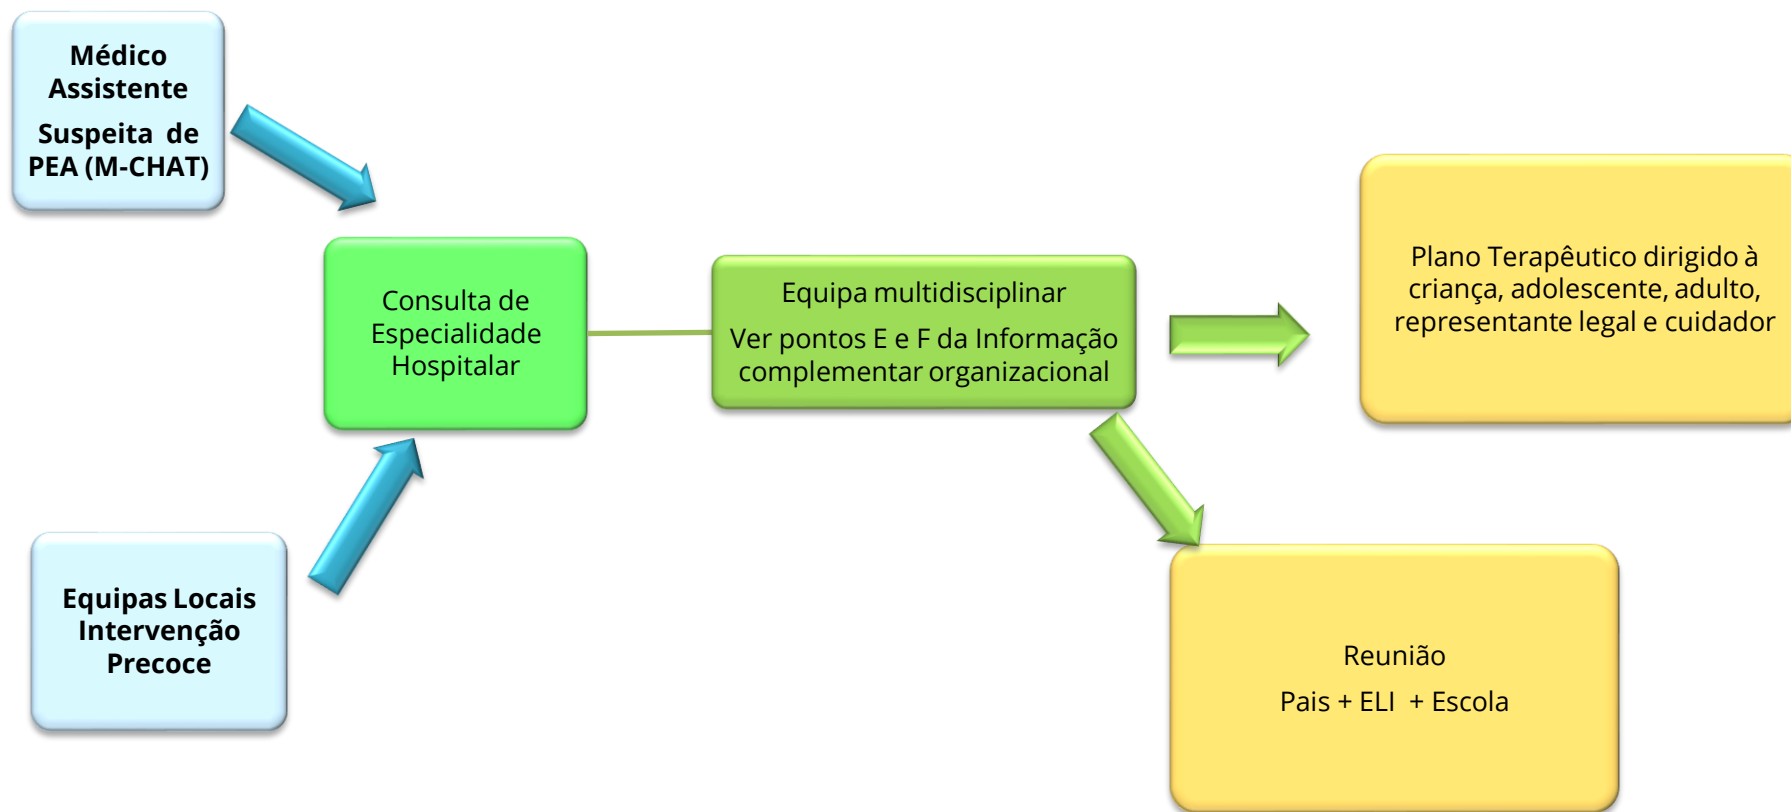 Médico
Assistente
Suspeita de
PEA (M-CHAT)
Consulta de
Especialidade
Hospitalar
Equipa multidisciplinar
Ver pontos E e F da Informação
complementar organizacional
Plano Terapêutico dirigido à
criança, adolescente, adulto,
representante legal e cuidador
Equipas Locais
Intervenção
Precoce
Reunião
Pais + ELI + Escola